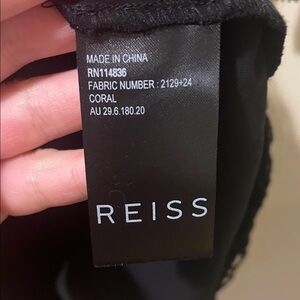 MADE IN CHINA
RN114836
FABRIC NUMBER : 2129+24
CORAL
AU 29.6.180.20
REISS